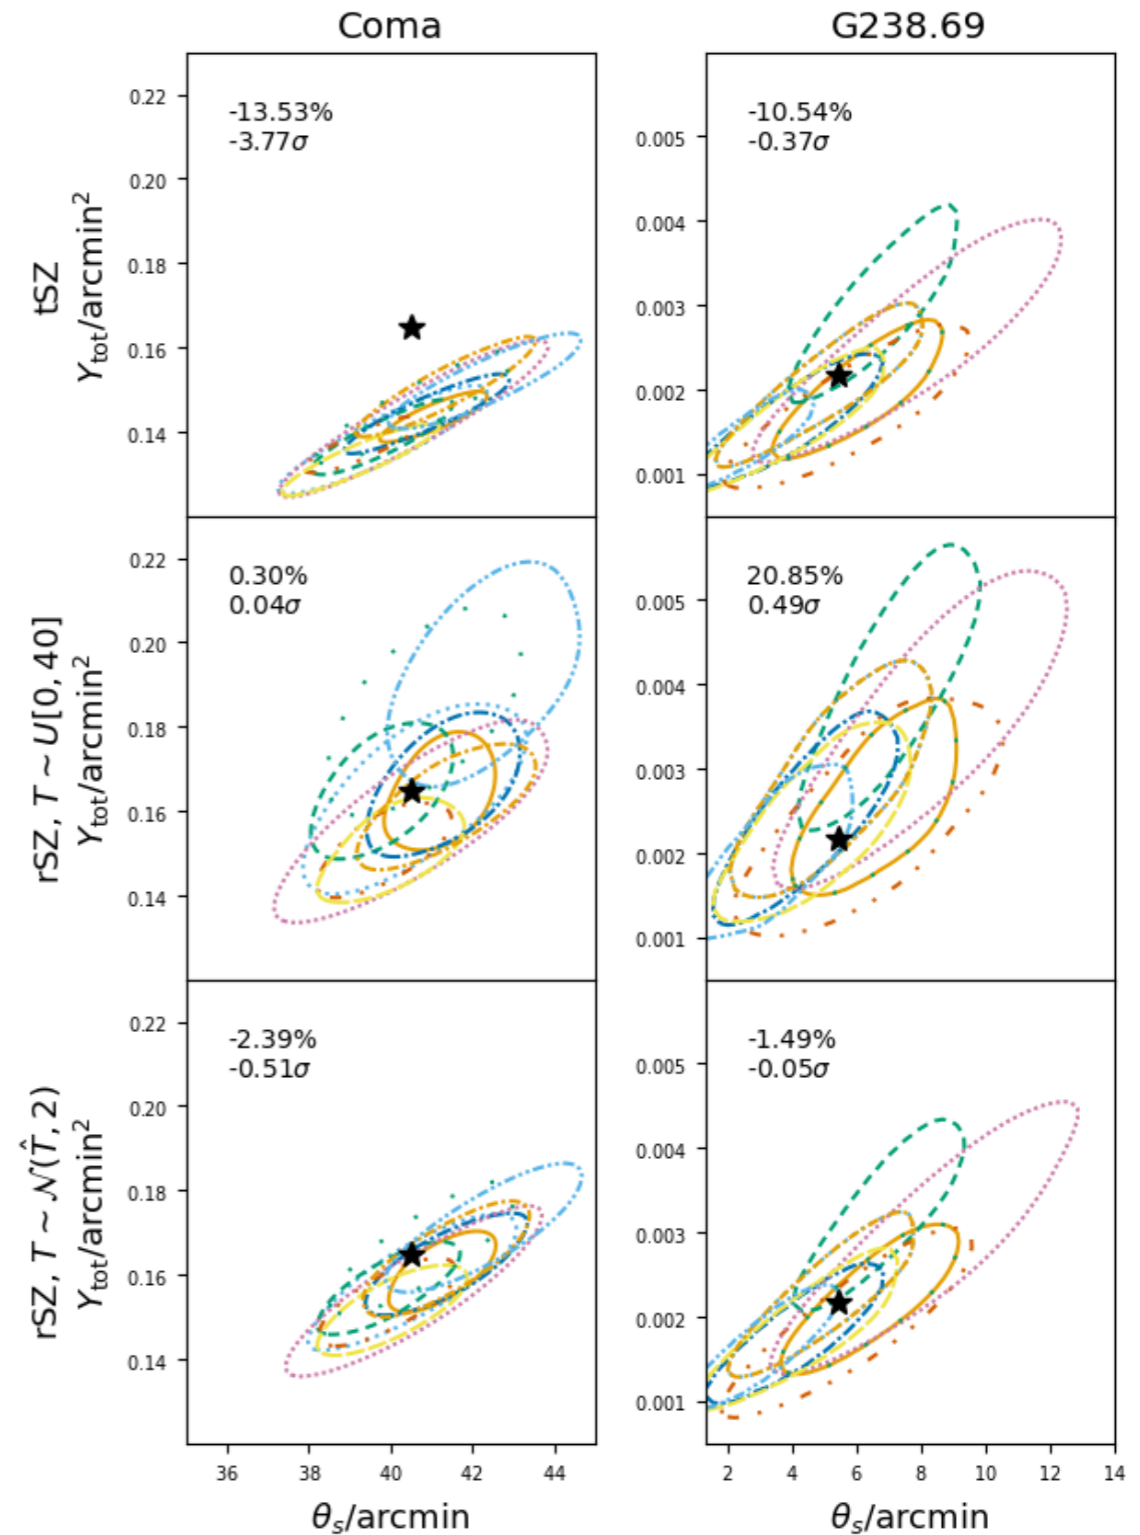 Coma
G238.69
tSZ
Y_tot/arcmin²
0.22
0.20
0.18
0.16
0.14
-13.53%
-3.77σ
0.005
0.004
0.003
0.002
0.001
-10.54%
-0.37σ
rSZ, T ~ U[0, 40]
Y_tot/arcmin²
0.22
0.20
0.18
0.16
0.14
0.30%
0.04σ
0.005
0.004
0.003
0.002
0.001
20.85%
0.49σ
rSZ, T ~ 𝒩(T̂, 2)
Y_tot/arcmin²
0.22
0.20
0.18
0.16
0.14
-2.39%
-0.51σ
0.005
0.004
0.003
0.002
0.001
-1.49%
-0.05σ
36 38 40 42 44
2 4 6 8 10 12 14
θ_s/arcmin
θ_s/arcmin